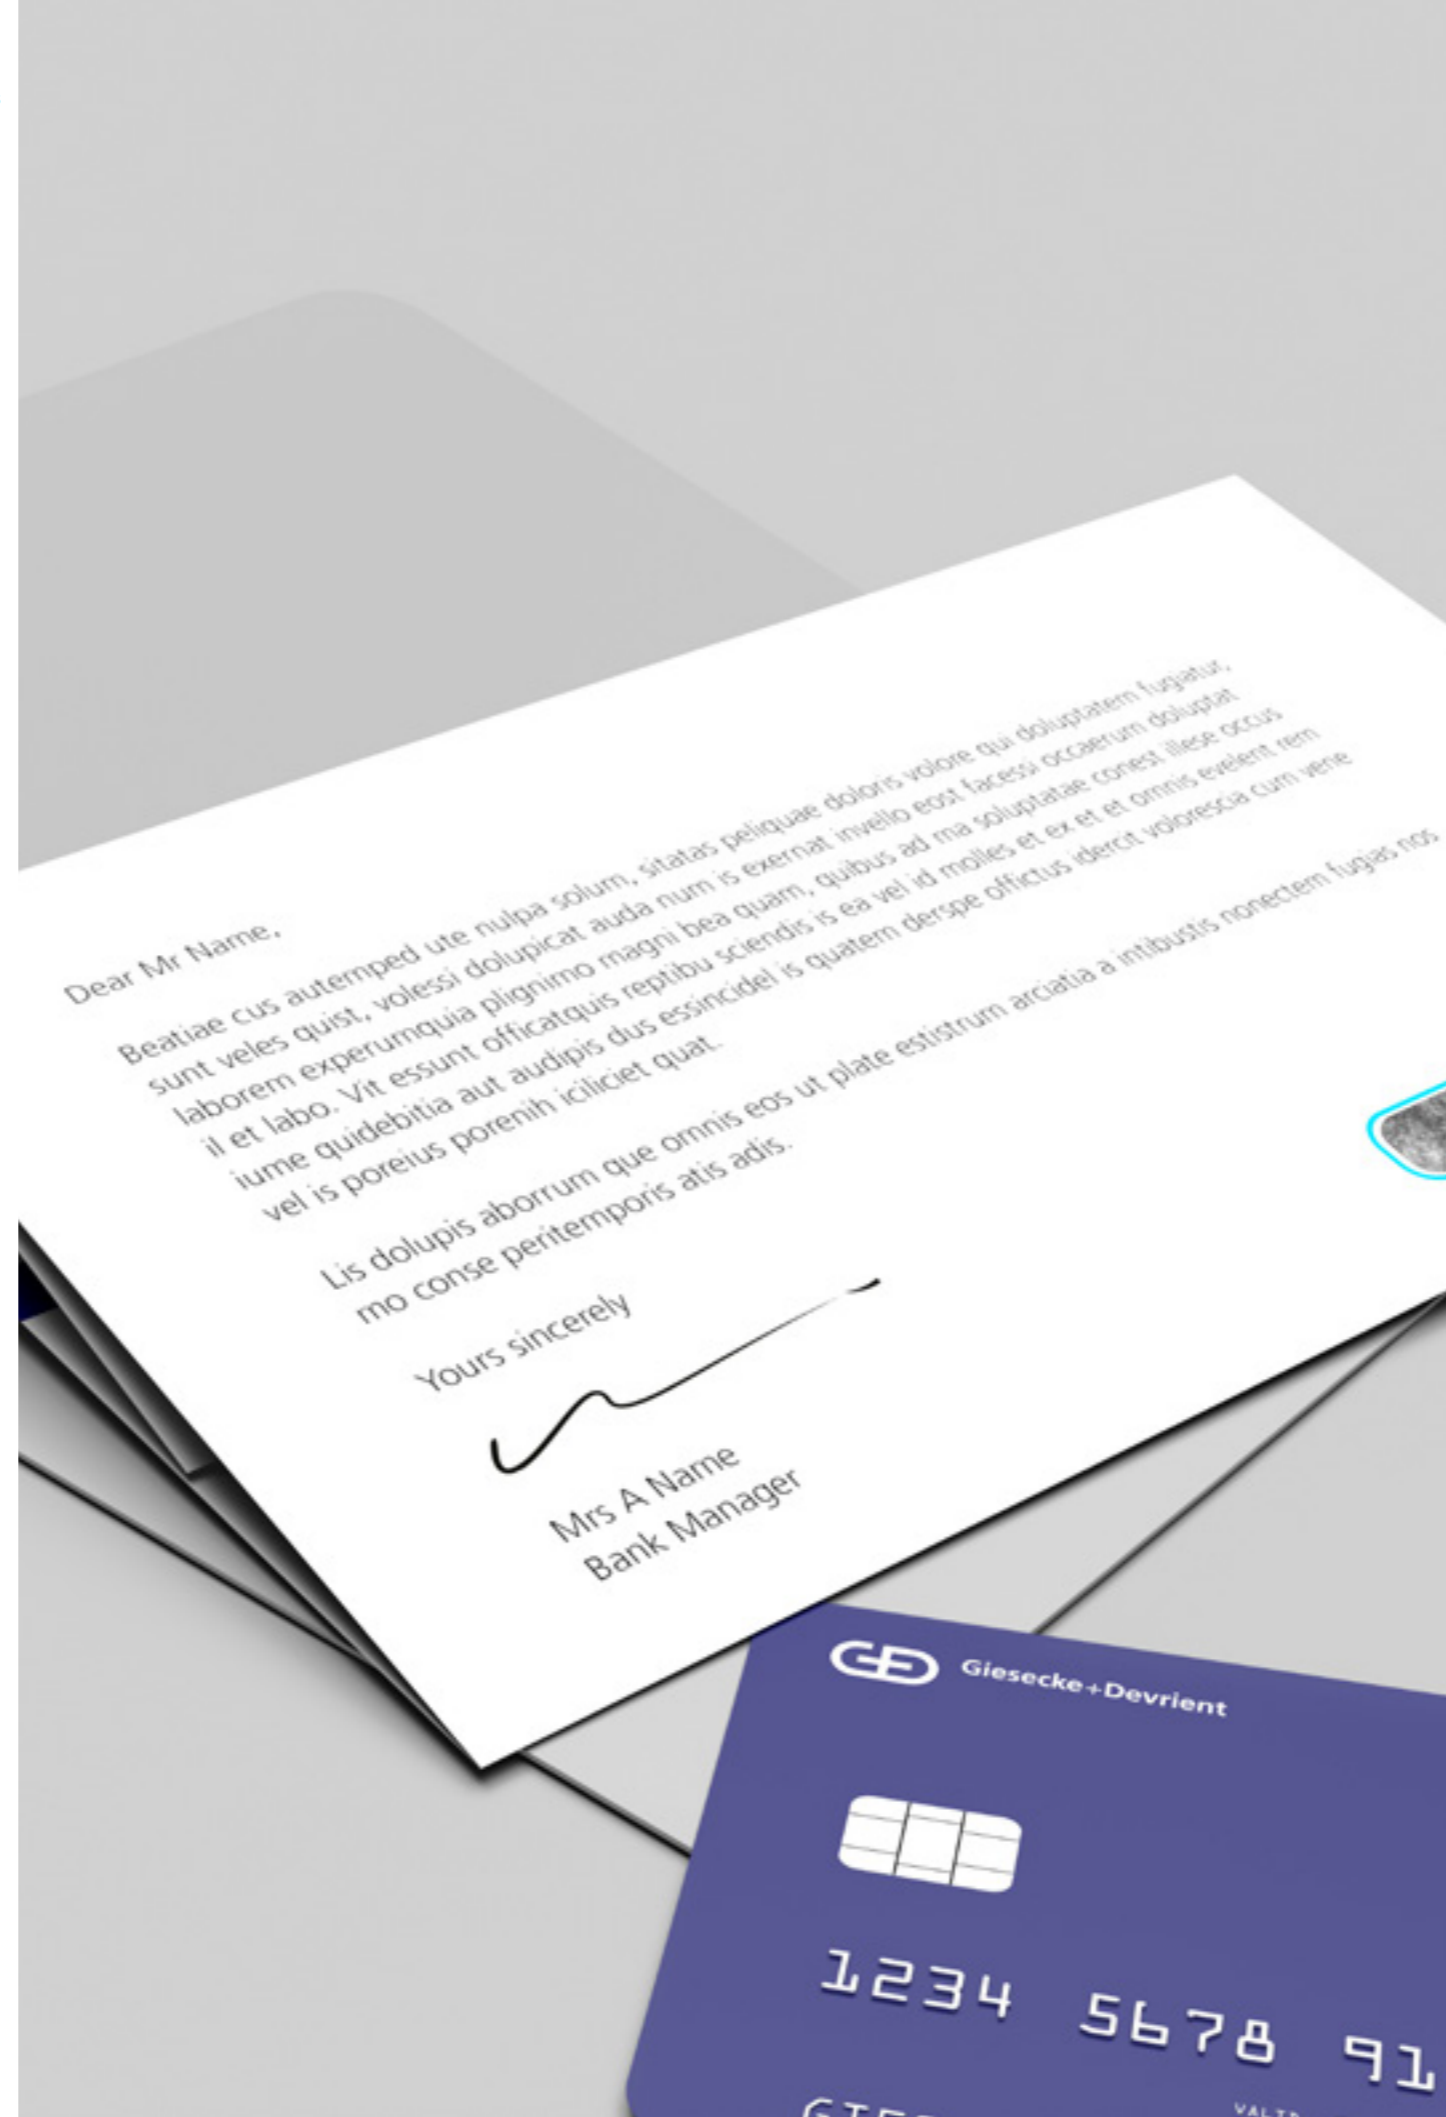 Dear Mr Name,
Beatiae cus autemped ute nulpa solum, sitatas peliquae doloris volore qui doluptatem fugiatur,
sunt veles quist, volessi dolupicat auda num is exernat invello eost facessi occaerum doluptat
laborem experumquia plignimo magni bea quam, quibus ad ma soluptatae conest illese occus
il et labo. Vit essunt officatquis reptibu sciendis is ea vel id molles et ex et et omnis evelent rem
iume quidebitia aut audipis dus essincidel is quatem derspe offictus idercit volorescia cum vene
vel is poreius porenih iciliciet quat.
Lis dolupis aborrum que omnis eos ut plate estistrum arciatia a intibustis nonectem fugias nos
mo conse peritemporis atis adis.
Yours sincerely
Mrs A Name
Bank Manager
Giesecke+Devrient
1234 5678 91